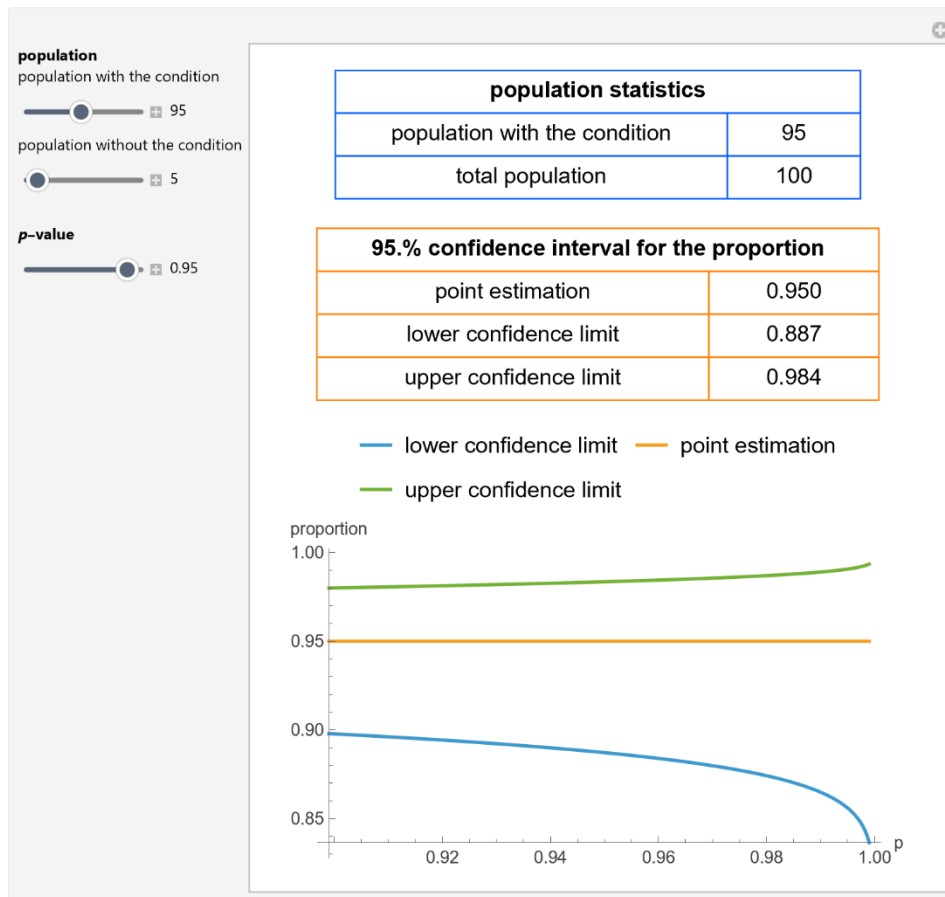 population
population with the condition
95
population without the condition
5
p-value
0.95
population statistics
population with the condition 95
total population 100
95.% confidence interval for the proportion
point estimation 0.950
lower confidence limit 0.887
upper confidence limit 0.984
lower confidence limit point estimation
upper confidence limit
proportion
1.00
0.95
0.90
0.85
0.92 0.94 0.96 0.98 1.00 p